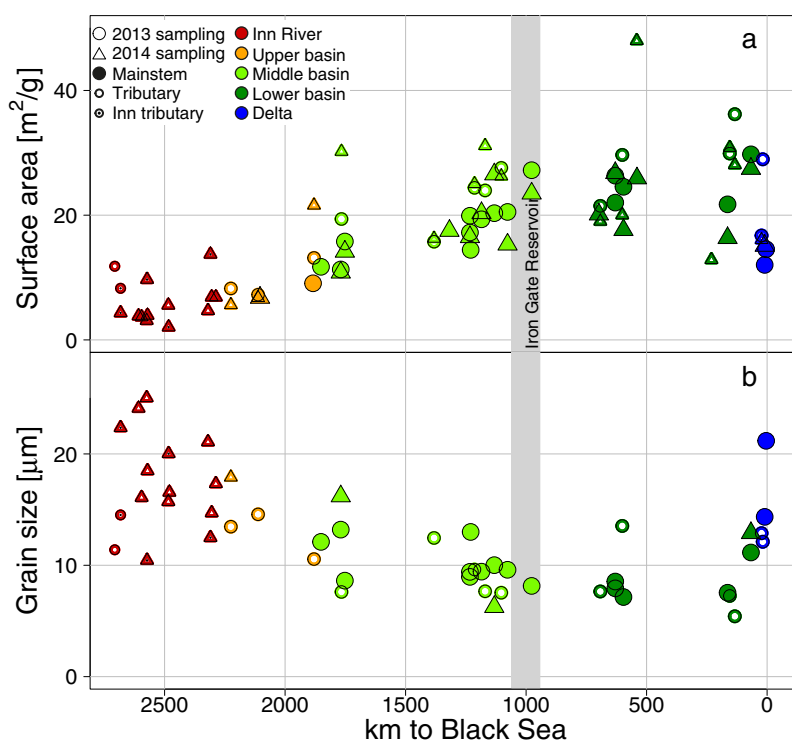 2013 sampling
2014 sampling
Mainstem
Tributary
Inn tributary
Inn River
Upper basin
Middle basin
Lower basin
Delta
a
Surface area [m²/g]
40
20
0
Iron Gate Reservoir
b
Grain size [μm]
20
10
0
2500 2000 1500 1000 500 0
km to Black Sea